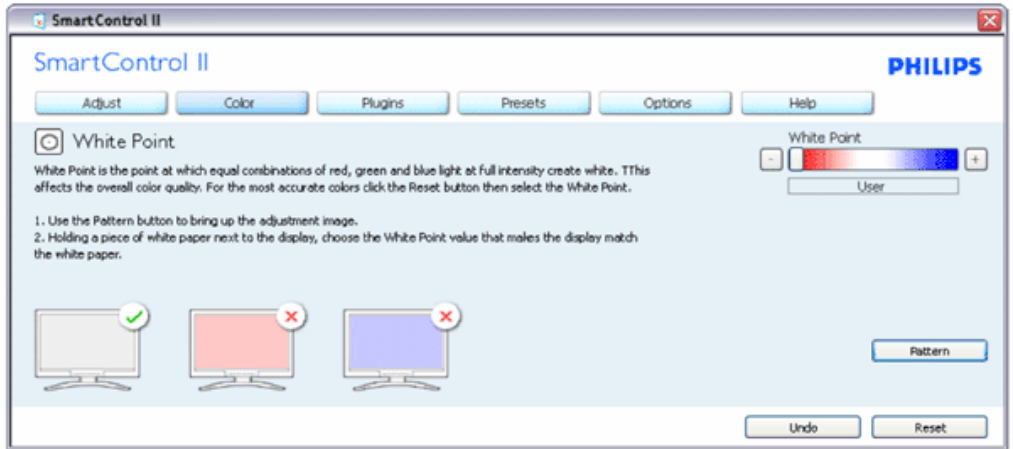 SmartControl II
SmartControl II
PHILIPS
Adjust Color Plugins Presets Options Help
White Point
White Point is the point at which equal combinations of red, green and blue light at full intensity create white. TThis
affects the overall color quality. For the most accurate colors click the Reset button then select the White Point.
1. Use the Pattern button to bring up the adjustment image.
2. Holding a piece of white paper next to the display, choose the White Point value that makes the display match
the white paper.
White Point
- +
User
Pattern
Undo Reset